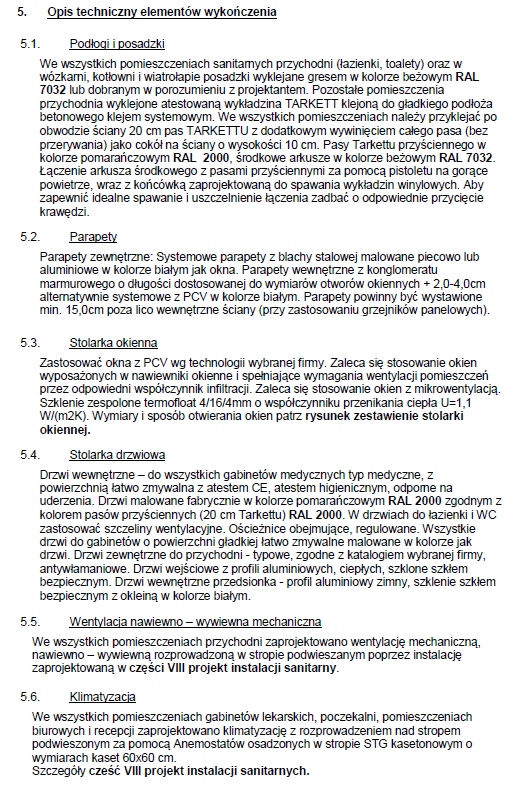 5. Opis techniczny elementów wykończenia
5.1. Podłogi i posadzki
We wszystkich pomieszczeniach sanitarnych przychodni (łazienki, toalety) oraz w
wózkarni, kotłowni i wiatrołapie posadzki wyklejane gresem w kolorze beżowym RAL
7032 lub dobranym w porozumieniu z projektantem. Pozostałe pomieszczenia
przychodnia wyklejone atestowaną wykładzina TARKETT klejoną do gładkiego podłoża
betonowego klejem systemowym. We wszystkich pomieszczeniach należy przyklejać po
obwodzie ściany 20 cm pas TARKETTU z dodatkowym wywinięciem całego pasa (bez
przerywania) jako cokół na ściany o wysokości 10 cm. Pasy Tarkettu przyściennego w
kolorze pomarańczowym RAL 2000, środkowe arkusze w kolorze beżowym RAL 7032.
Łączenie arkusza środkowego z pasami przyściennymi za pomocą pistoletu na gorące
powietrze, wraz z końcówką zaprojektowaną do spawania wykładzin winylowych. Aby
zapewnić idealne spawanie i uszczelnienie łączenia zadbać o odpowiednie przycięcie
krawędzi.
5.2. Parapety
Parapety zewnętrzne: Systemowe parapety z blachy stalowej malowane piecowo lub
aluminiowe w kolorze białym jak okna. Parapety wewnętrzne z konglomeratu
marmurowego o długości dostosowanej do wymiarów otworów okiennych + 2,0-4,0cm
alternatywnie systemowe z PCV w kolorze białym. Parapety powinny być wystawione
min. 15,0cm poza lico wewnętrzne ściany (przy zastosowaniu grzejników panelowych).
5.3. Stolarka okienna
Zastosować okna z PCV wg technologii wybranej firmy. Zaleca się stosowanie okien
wyposażonych w nawiewniki okienne i spełniające wymagania wentylacji pomieszczeń
przez odpowiedni współczynnik infiltracji. Zaleca się stosowanie okien z mikrowentylacją.
Szklenie zespolone termofloat 4/16/4mm o współczynniku przenikania ciepła U=1,1
W/(m2K). Wymiary i sposób otwierania okien patrz rysunek zestawienie stolarki
okiennej.
5.4. Stolarka drzwiowa
Drzwi wewnętrzne – do wszystkich gabinetów medycznych typ medyczne, z
powierzchnią łatwo zmywalna z atestem CE, atestem higienicznym, odporne na
uderzenia. Drzwi malowane fabrycznie w kolorze pomarańczowym RAL 2000 zgodnym z
kolorem pasów przyściennych (20 cm Tarkettu) RAL 2000. W drzwiach do łazienki i WC
zastosować szczeliny wentylacyjne. Ościeżnice obejmujące, regulowane. Wszystkie
drzwi do gabinetów o powierzchni gładkiej łatwo zmywalne malowane w kolorze jak
drzwi. Drzwi zewnętrzne do przychodni - typowe, zgodne z katalogiem wybranej firmy,
antywłamaniowe. Drzwi wejściowe z profili aluminiowych, ciepłych, szklone szkłem
bezpiecznym. Drzwi wewnętrzne przedsionka - profil aluminiowy zimny, szklenie szkłem
bezpiecznym z okleiną w kolorze białym.
5.5. Wentylacja nawiewno – wywiewna mechaniczna
We wszystkich pomieszczeniach przychodni zaprojektowano wentylację mechaniczną,
nawiewno – wywiewną rozprowadzoną w stropie podwieszanym poprzez instalację
zaprojektowaną w części VIII projekt instalacji sanitarny.
5.6. Klimatyzacja
We wszystkich pomieszczeniach gabinetów lekarskich, poczekalni, pomieszczeniach
biurowych i recepcji zaprojektowano klimatyzację z rozprowadzeniem nad stropem
podwieszonym za pomocą Anemostatów osadzonych w stropie STG kasetonowym o
wymiarach kaset 60x60 cm.
Szczegóły cześć VIII projekt instalacji sanitarnych.